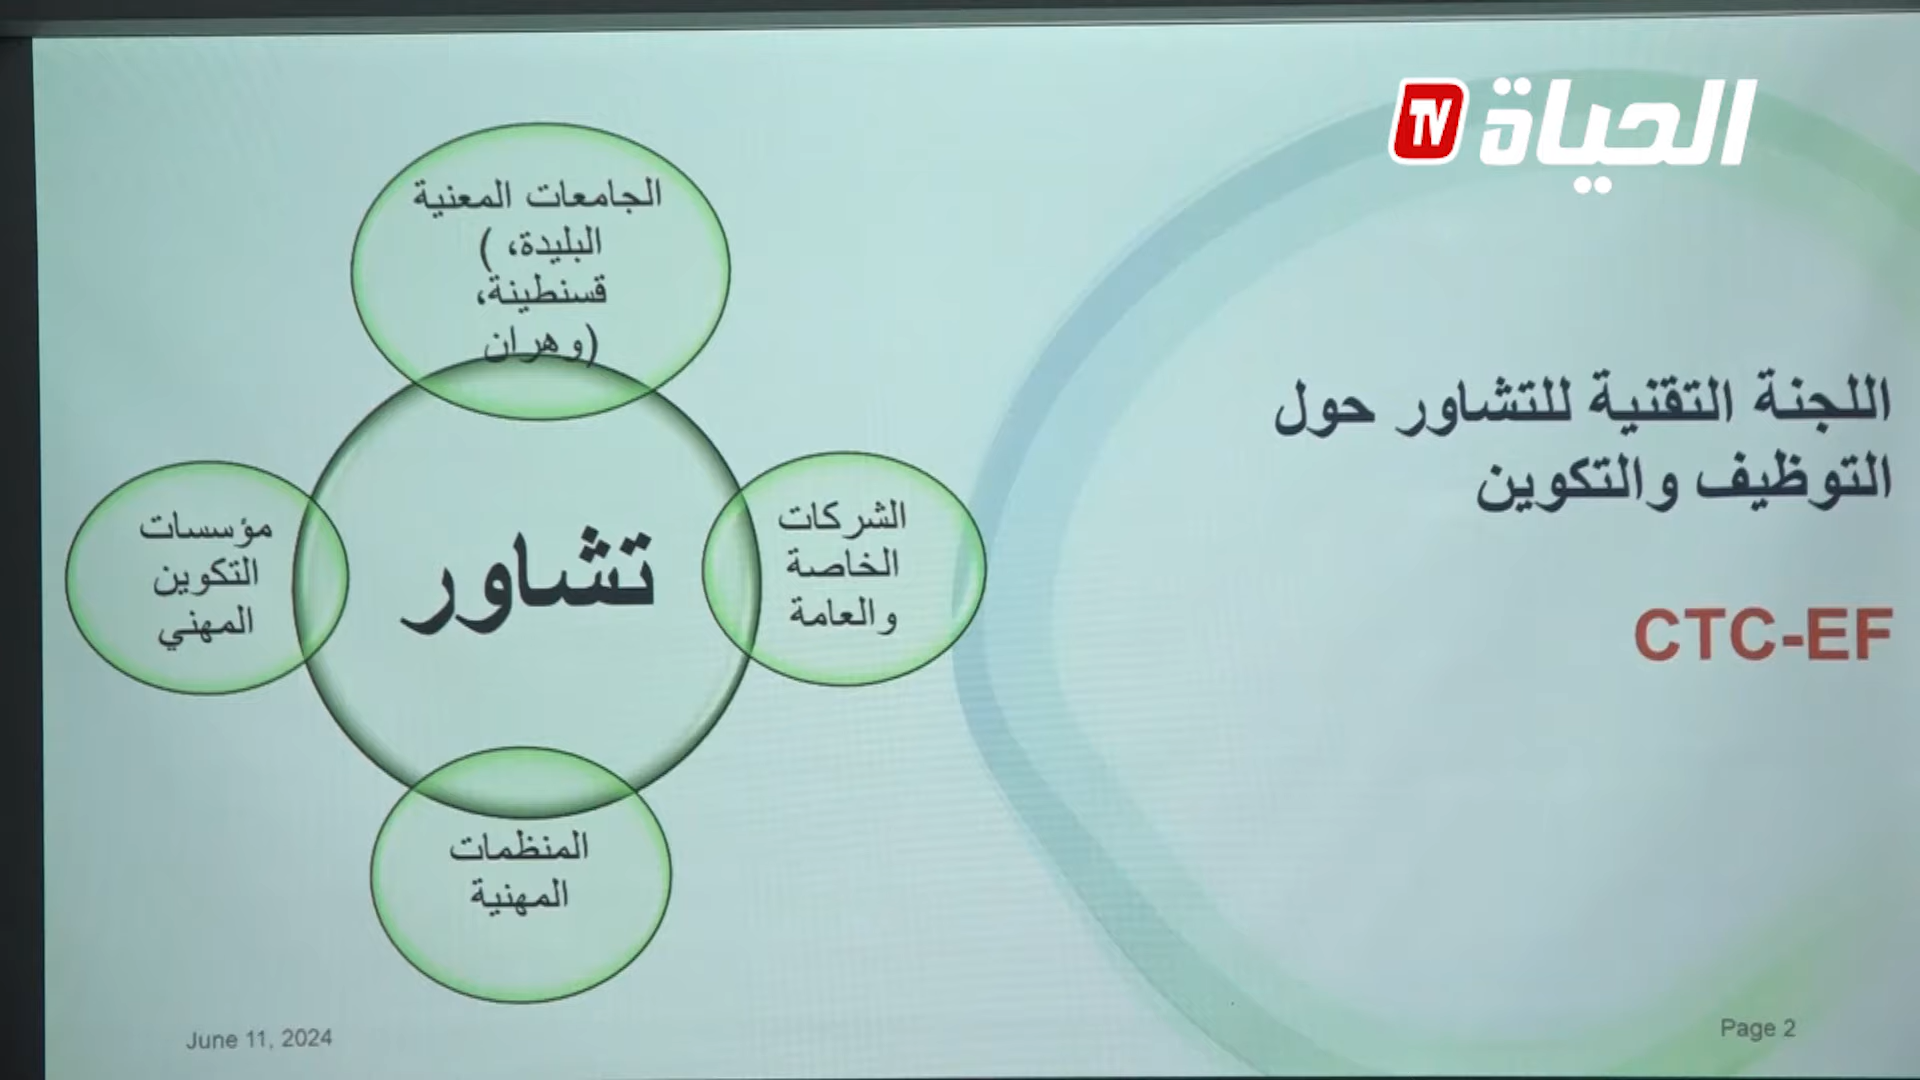 الحياة TV
اللجنة التقنية للتشاور حول
التوظيف والتكوين
CTC-EF
الجامعات المعنية
البليدة، )
قسنطينة،
(وهران
الشركات
الخاصة
والعامة
تشاور
مؤسسات
التكوين
المهني
المنظمات
المهنية
June 11, 2024
Page 2